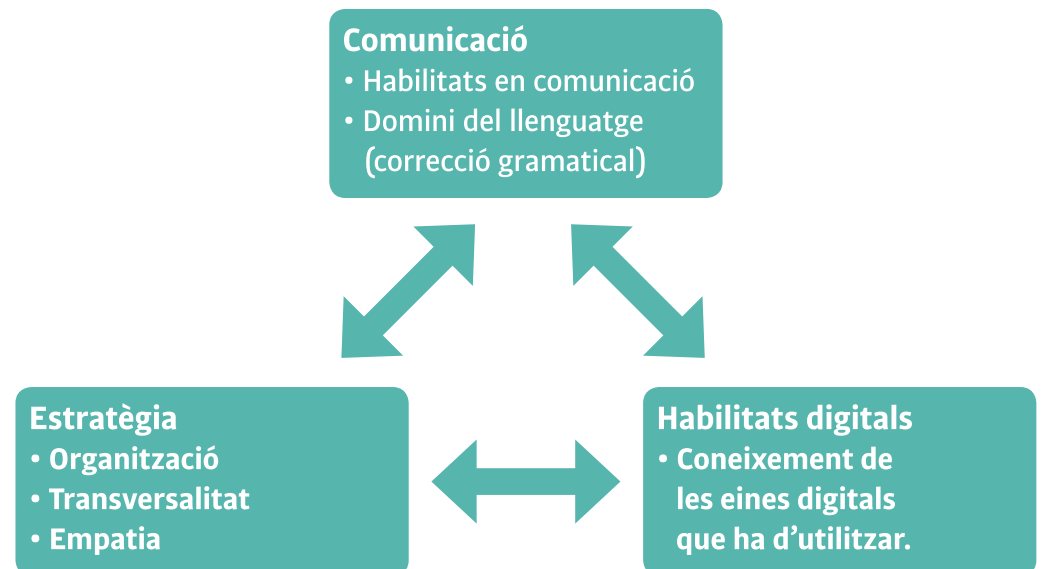 Comunicació
• Habilitats en comunicació
• Domini del llenguatge
(correcció gramatical)
Estratègia
• Organització
• Transversalitat
• Empatia
Habilitats digitals
• Coneixement de
les eines digitals
que ha d’utilitzar.